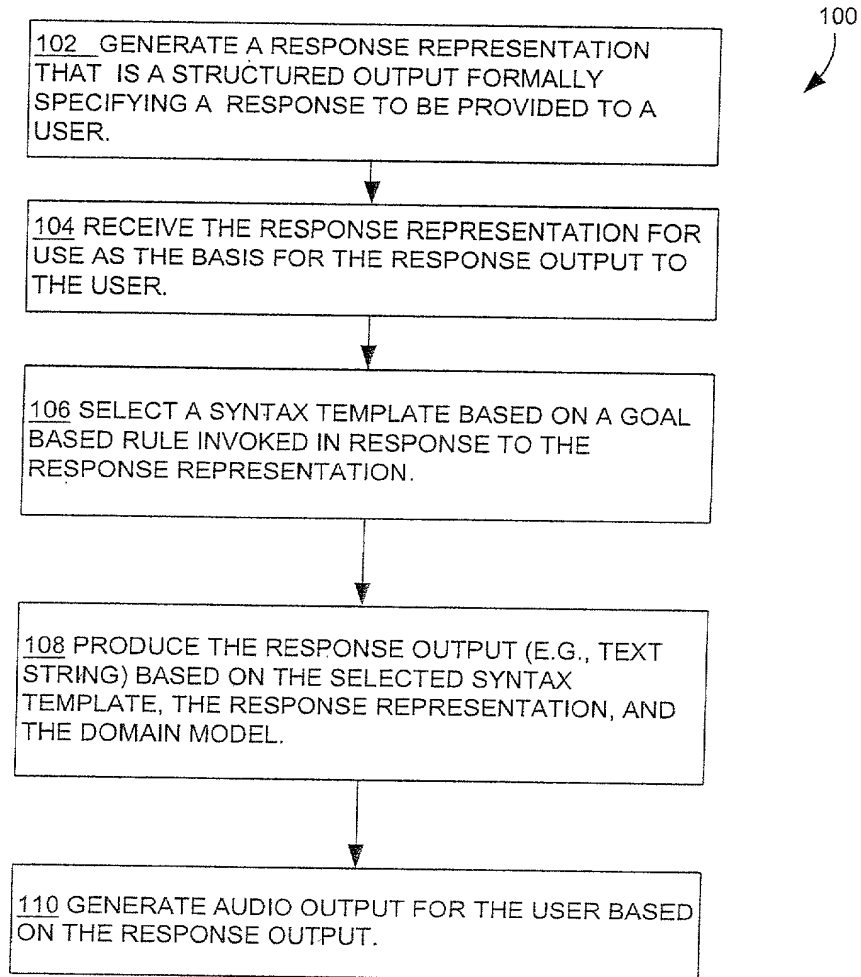 100
102 GENERATE A RESPONSE REPRESENTATION
THAT IS A STRUCTURED OUTPUT FORMALLY
SPECIFYING A RESPONSE TO BE PROVIDED TO A
USER.
104 RECEIVE THE RESPONSE REPRESENTATION FOR
USE AS THE BASIS FOR THE RESPONSE OUTPUT TO
THE USER.
106 SELECT A SYNTAX TEMPLATE BASED ON A GOAL
BASED RULE INVOKED IN RESPONSE TO THE
RESPONSE REPRESENTATION.
108 PRODUCE THE RESPONSE OUTPUT (E.G., TEXT
STRING) BASED ON THE SELECTED SYNTAX
TEMPLATE, THE RESPONSE REPRESENTATION, AND
THE DOMAIN MODEL.
110 GENERATE AUDIO OUTPUT FOR THE USER BASED
ON THE RESPONSE OUTPUT.